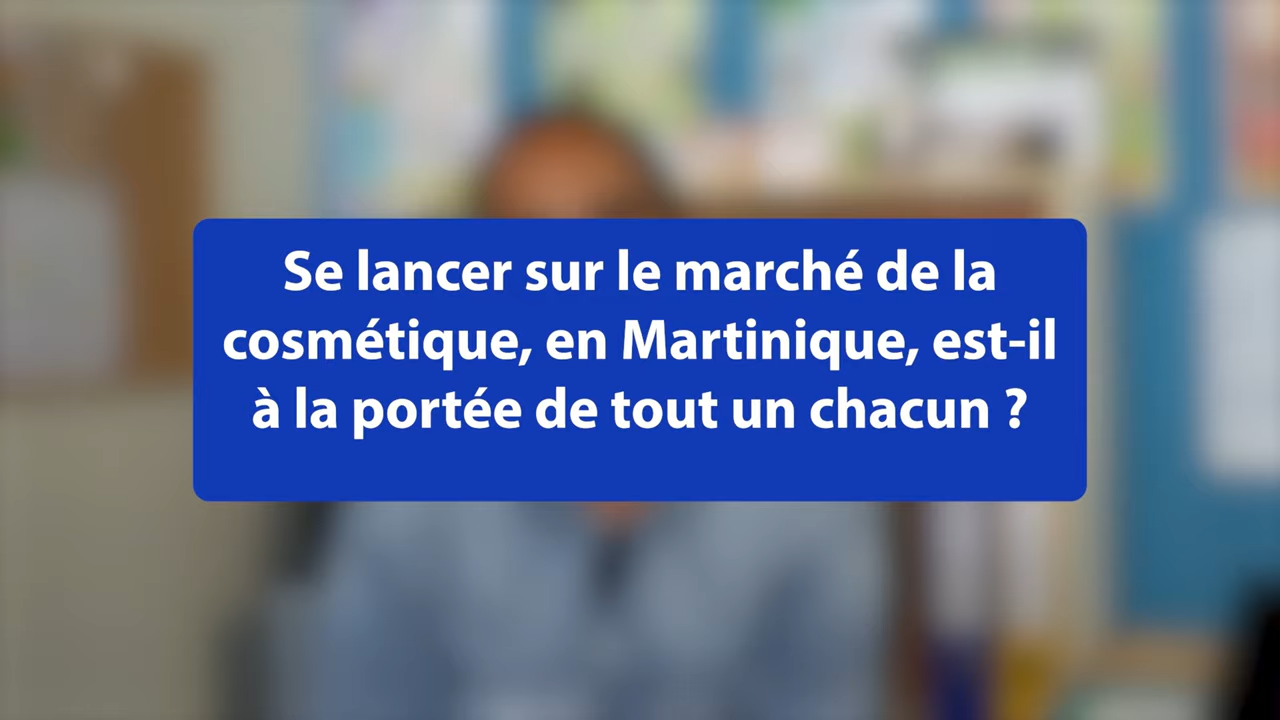 Se lancer sur le marché de la
cosmétique, en Martinique, est-il
à la portée de tout un chacun ?